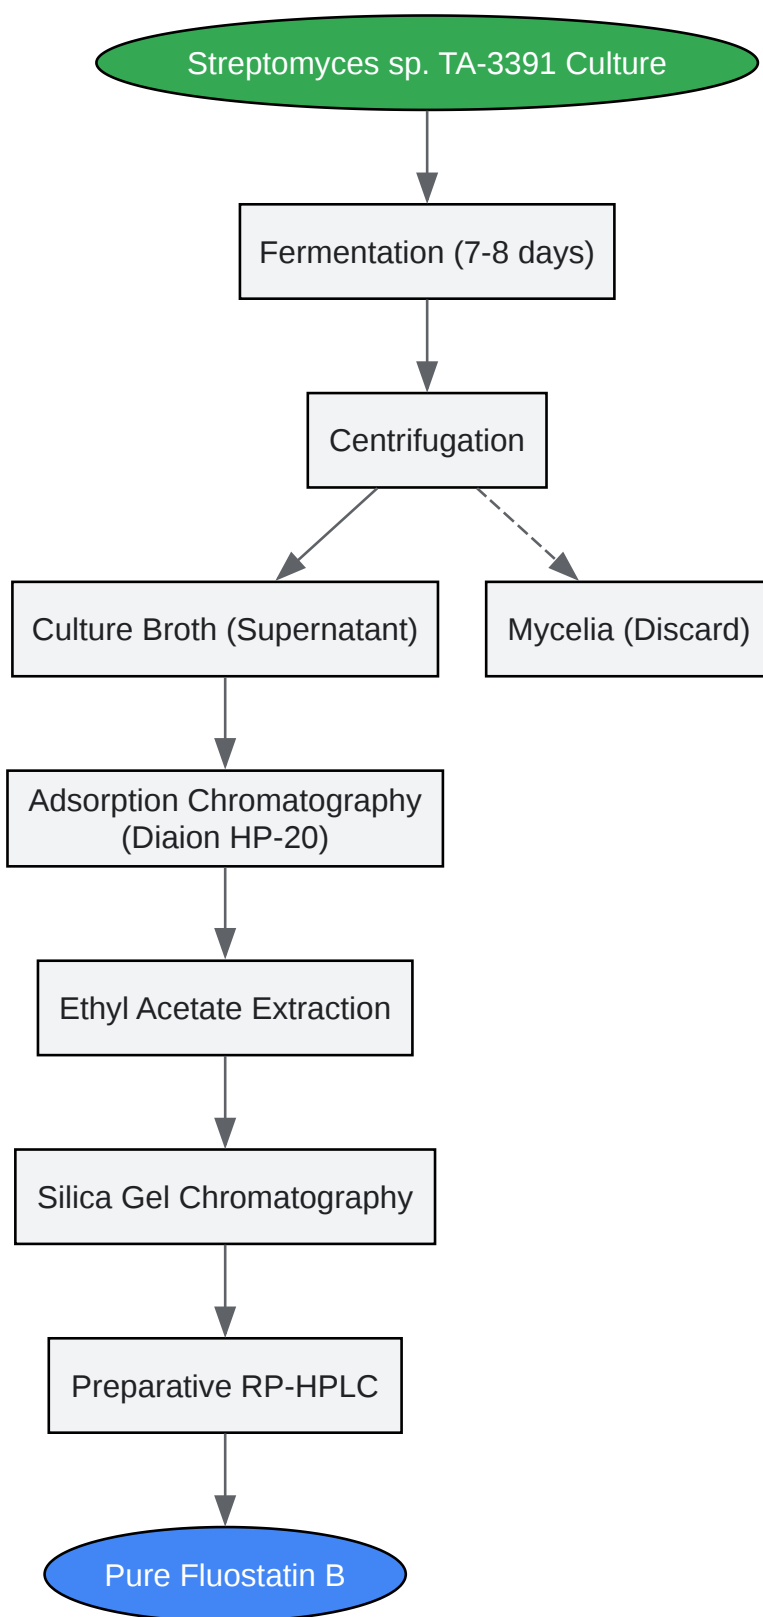 Streptomyces sp. TA-3391 Culture
Fermentation (7-8 days)
Centrifugation
Culture Broth (Supernatant)
Mycelia (Discard)
Adsorption Chromatography
(Diaion HP-20)
Ethyl Acetate Extraction
Silica Gel Chromatography
Preparative RP-HPLC
Pure Fluostatin B